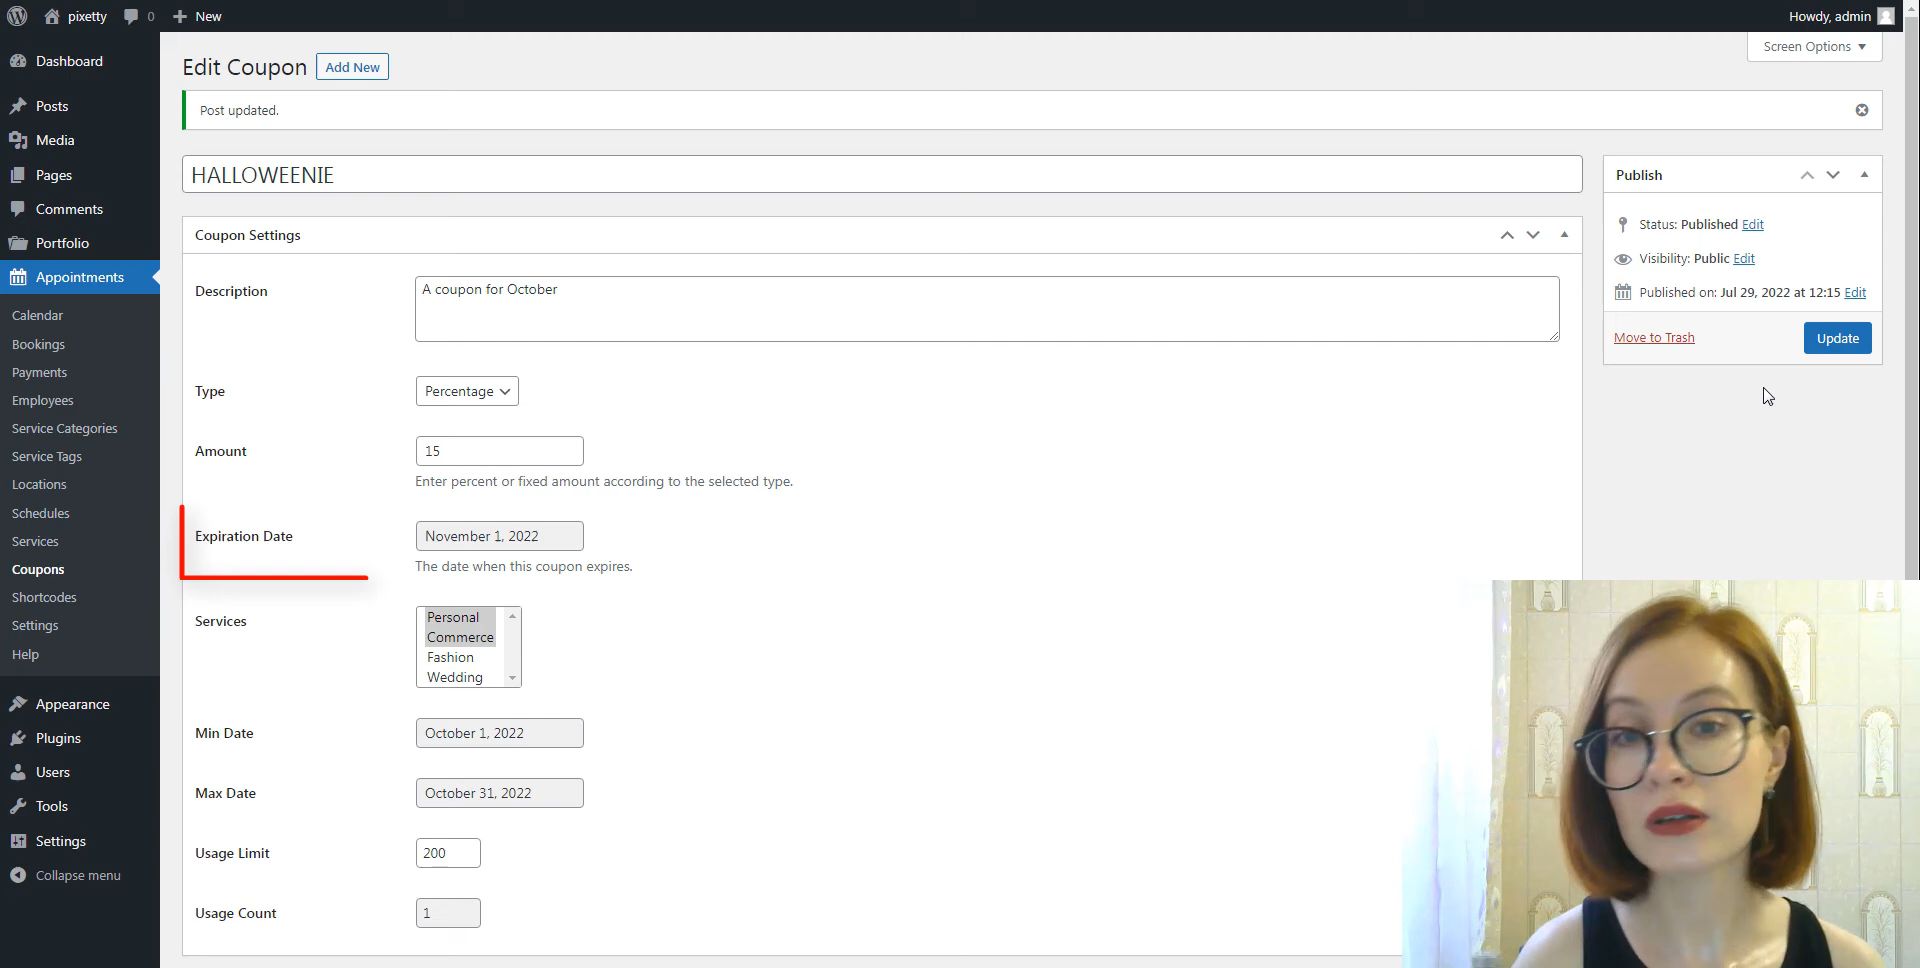 pixetty
0
New
Howdy, admin
Screen Options
Dashboard
Posts
Media
Pages
Comments
Portfolio
Appointments
Calendar
Bookings
Payments
Employees
Service Categories
Service Tags
Locations
Schedules
Services
Coupons
Shortcodes
Settings
Help
Appearance
Plugins
Users
Tools
Settings
Collapse menu
Edit Coupon
Add New
Post updated.
HALLOWEENIE
Coupon Settings
Description
A coupon for October
Type
Percentage
Amount
15
Enter percent or fixed amount according to the selected type.
Expiration Date
November 1, 2022
The date when this coupon expires.
Services
Personal
Commerce
Fashion
Wedding
Min Date
October 1, 2022
Max Date
October 31, 2022
Usage Limit
200
Usage Count
1
Publish
Status: Published Edit
Visibility: Public Edit
Published on: Jul 29, 2022 at 12:15 Edit
Move to Trash
Update